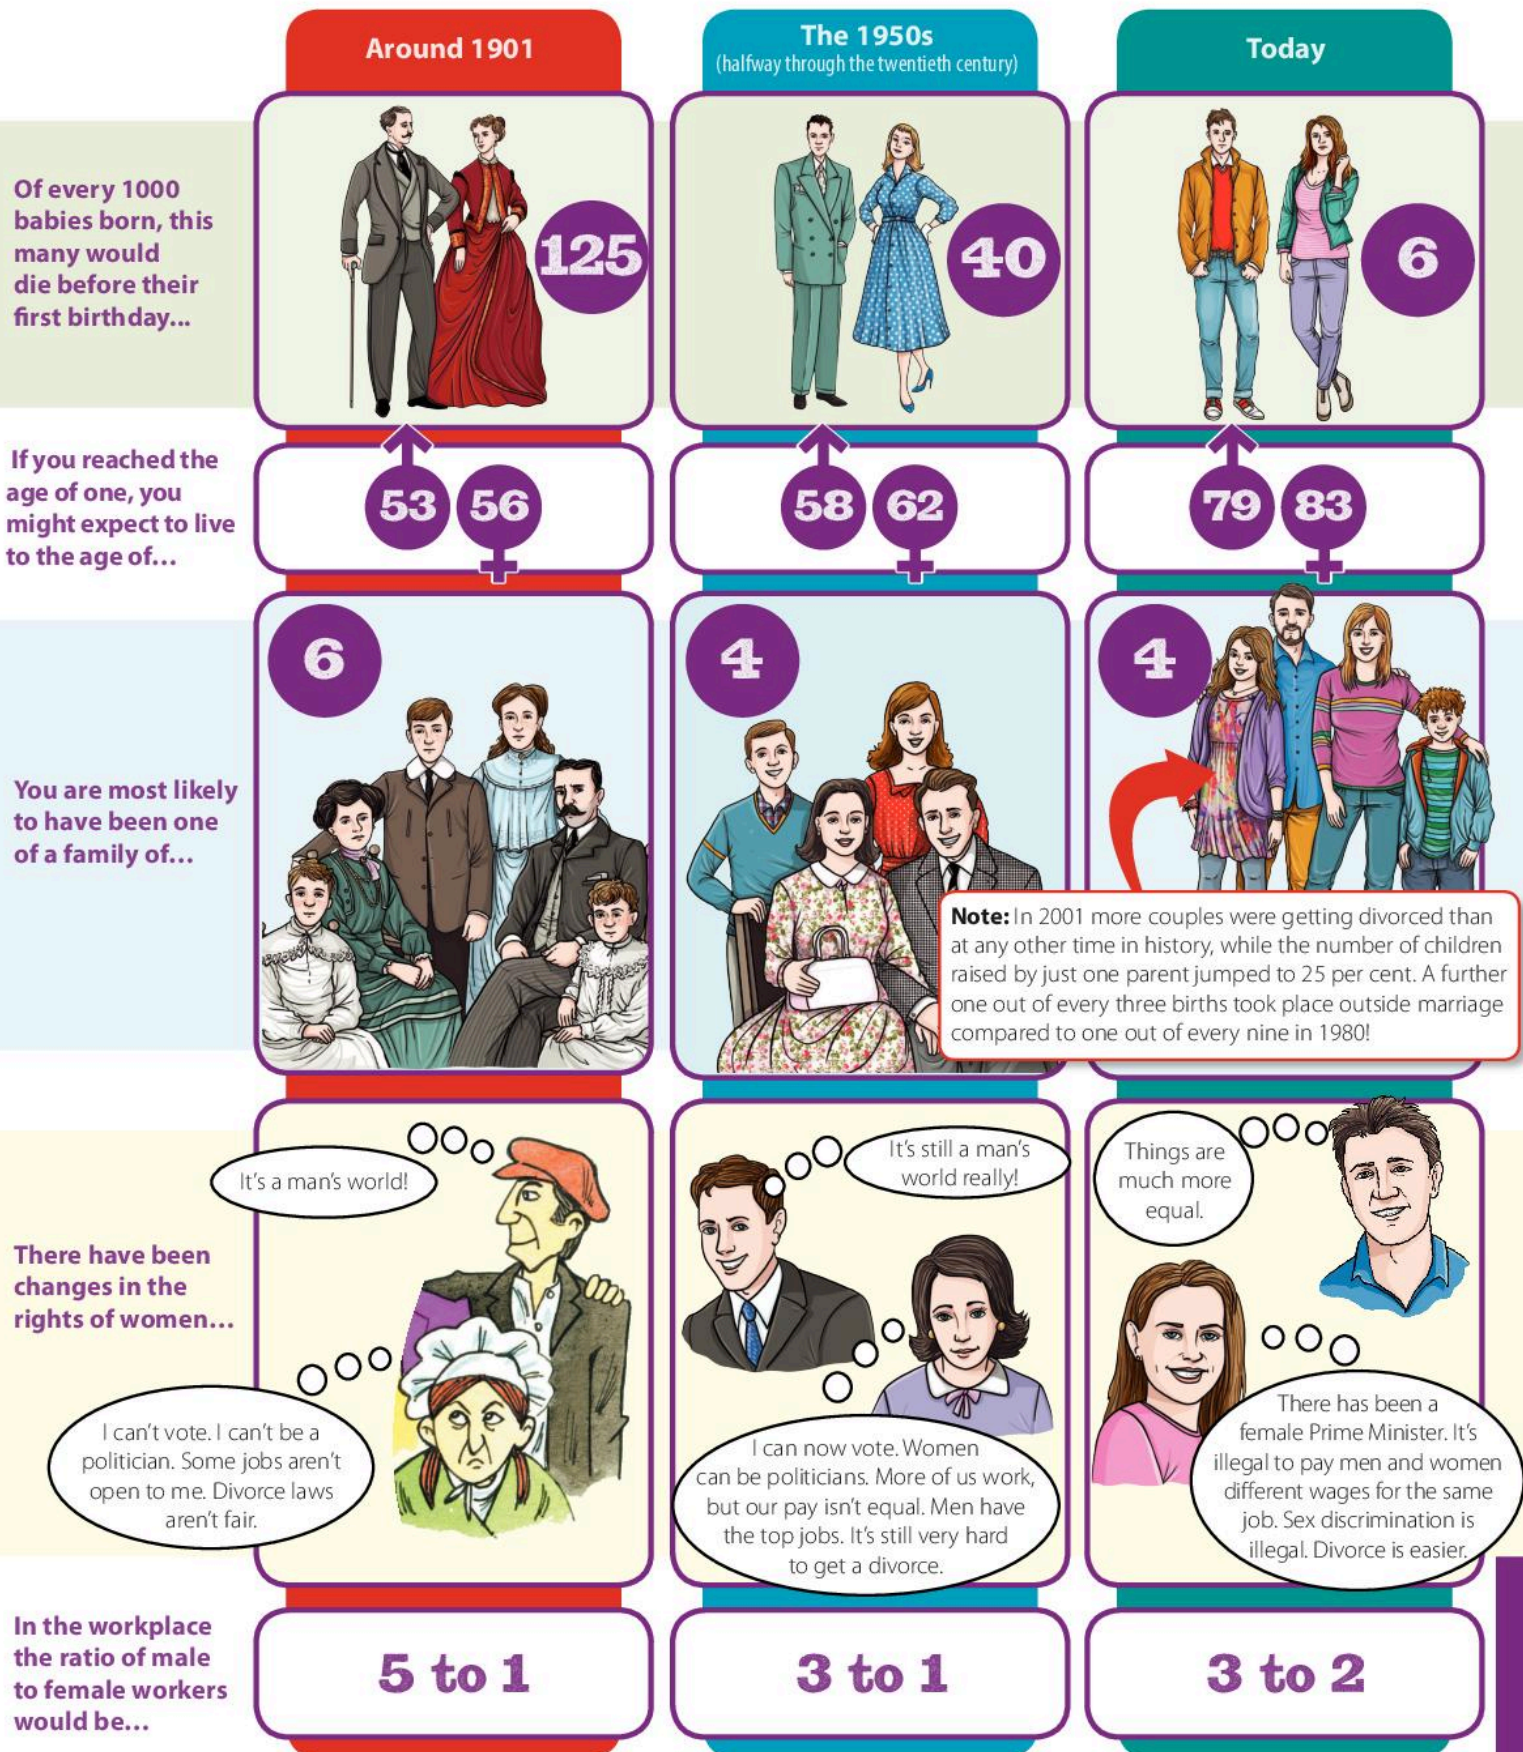 Around 1901
The 1950s
(halfway through the twentieth century)
Today
Of every 1000
babies born, this
many would
die before their
first birthday...
125
40
6
If you reached the
age of one, you
might expect to live
to the age of...
53 56
58 62
79 83
You are most likely
to have been one
of a family of...
6
4
4
Note: In 2001 more couples were getting divorced than
at any other time in history, while the number of children
raised by just one parent jumped to 25 per cent. A further
one out of every three births took place outside marriage
compared to one out of every nine in 1980!
There have been
changes in the
rights of women...
It's a man's world!
I can't vote. I can't be a
politician. Some jobs aren't
open to me. Divorce laws
aren't fair.
It's still a man's
world really!
I can now vote. Women
can be politicians. More of us work,
but our pay isn't equal. Men have
the top jobs. It's still very hard
to get a divorce.
Things are
much more
equal.
There has been a
female Prime Minister. It's
illegal to pay men and women
different wages for the same
job. Sex discrimination is
illegal. Divorce is easier.
In the workplace
the ratio of male
to female workers
would be...
5 to 1
3 to 1
3 to 2